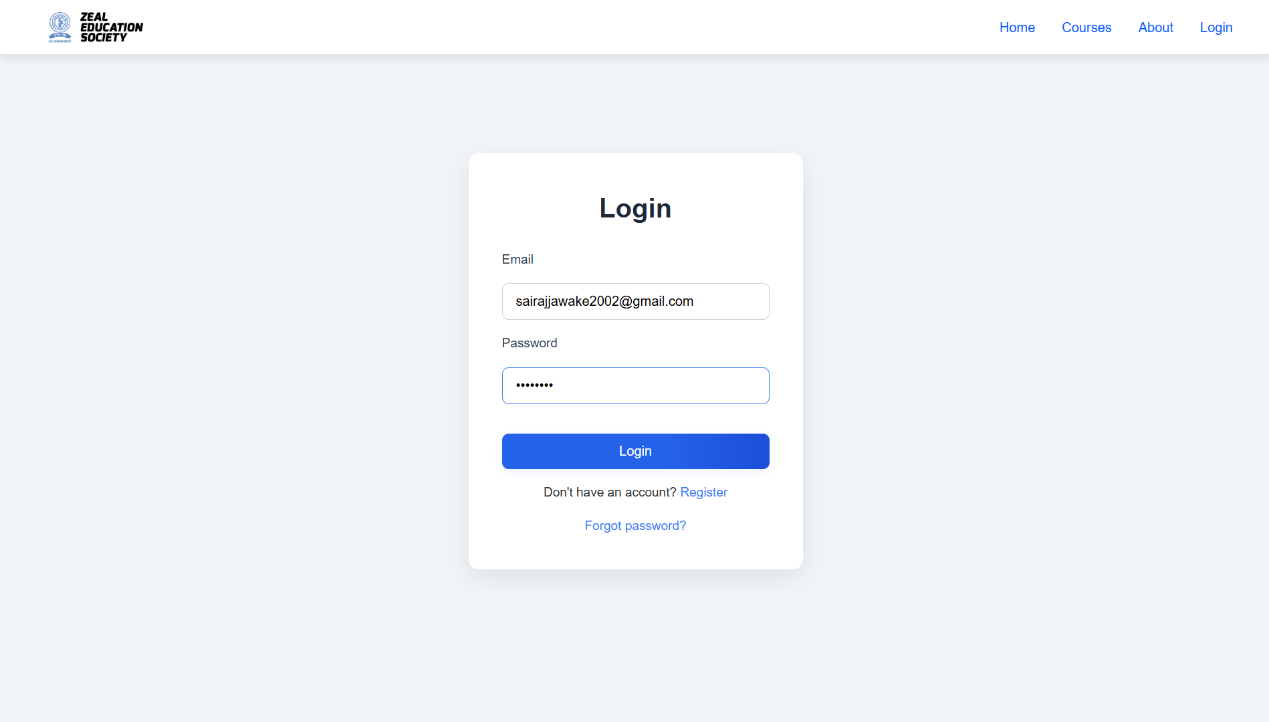 ZEAL
EDUCATION
SOCIETY
Home Courses About Login
Login
Email
sairajjawake2002@gmail.com
Password
••••••••
Login
Don't have an account? Register
Forgot password?